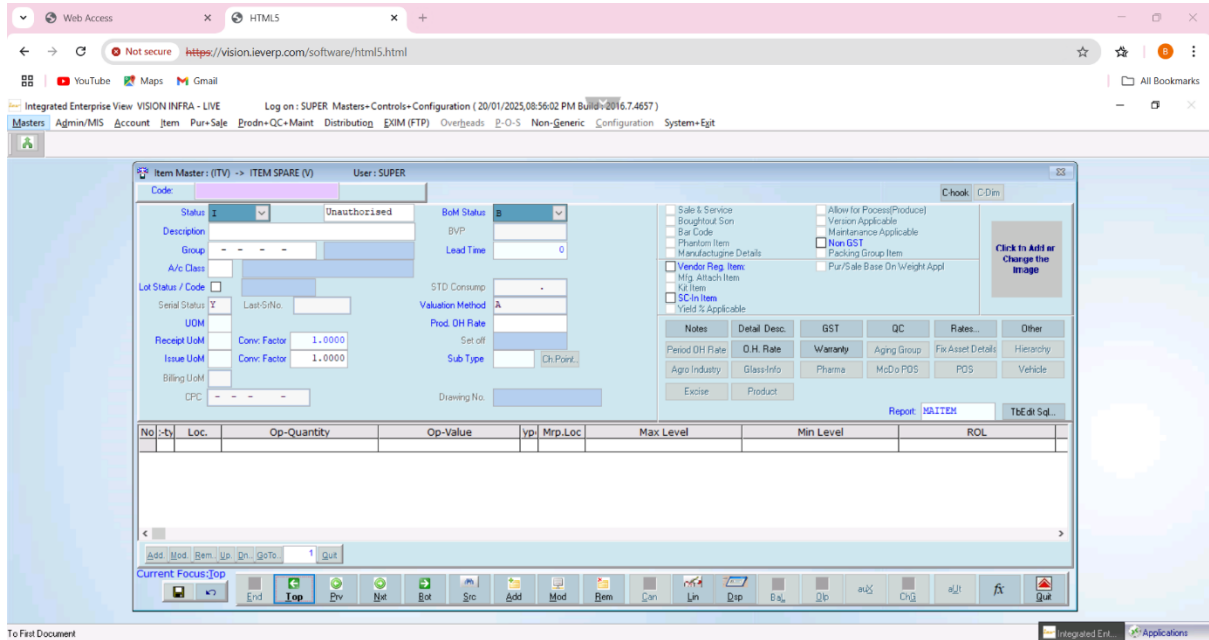 Web Access
HTML5
Not secure https://vision.ieverp.com/software/html5.html
B
YouTube Maps Gmail
All Bookmarks
Integrated Enterprise View VISION INFRA - LIVE Log on : SUPER Masters+Controls+Configuration ( 20/01/2025,08:56:02 PM Build : 2016.7.4657 )
Masters Admin/MIS Account Item Pur+Sale Prodn+QC+Maint Distribution EXIM (FTP) Overheads P-O-S Non-Generic Configuration System+Exit
Item Master : (ITV) -> ITEM SPARE (V) User : SUPER
Code:
C-hook C-Dim
Status I Unauthorised BoM Status B
Description BVP
Group - - - - Lead Time 0
A/c Class
Lot Status / Code STD Consump .
Serial Status Y Last-SrNo. Valuation Method A
UOM Prod. OH Rate
Receipt UoM Conv: Factor 1.0000 Set off
Issue UoM Conv: Factor 1.0000 Sub Type Ch Point..
Billing UoM
CPC - - - - Drawing No.
Sale & Service Allow for Pocess(Produce)
Boughtout Son Version Applicable
Bar Code Maintanance Applicable
Phantom Item Non GST
Manufactugine Details Packing Group Item
Vendor Reg. Item: Pur/Sale Base On Weight Appl
Mfg. Attach Item
Kit Item
SC-In Item
Yield % Applicable
Click to Add or
Change the
Image
Notes Detail Desc. GST QC Rates... Other
Period OH Rate O.H. Rate Warranty Aging Group Fix Asset Details Hierarchy
Agro Industry Glass-Info Pharma McDo POS POS Vehicle
Excise Product
Report: MAITEM TbEdit Sql...
No :-ty Loc. Op-Quantity Op-Value yp Mrp.Loc Max Level Min Level ROL
Add. Mod. Rem. Up. Dn.. GoTo.. 1 Quit
Current Focus:Top
End Top Prv Nxt Bot Src Add Mod Rem Can Lin Dsp Bal Dlp auX ChG aUt fx Quit
To First Document
Integrated Ent... Applications